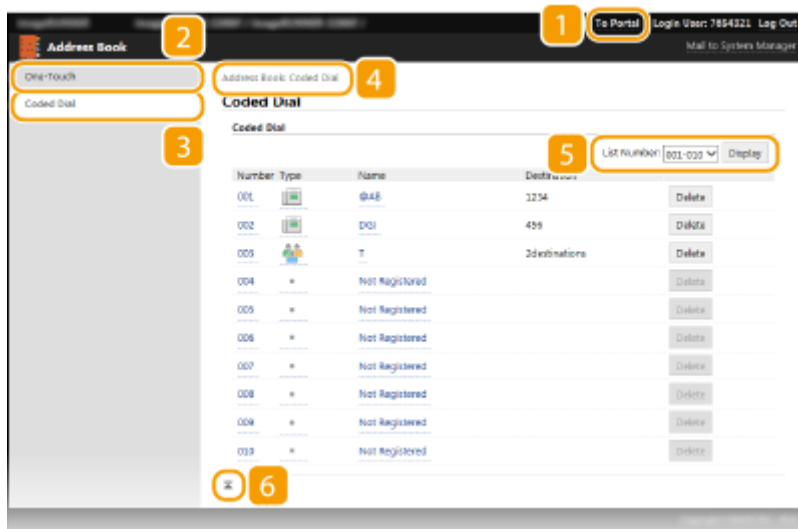 1 To Portal Login User: 7654321 Log Out
2 Address Book Mail to System Manager
One-Touch Address Book: Coded Dial 4
Coded Dial Coded Dial
3 Coded Dial
5 List Number: 001-010 Display
Number Type Name Destination
001 @AB 1234 Delete
002 DGJ 456 Delete
003 T 2destinations Delete
004 Not Registered Delete
005 Not Registered Delete
006 Not Registered Delete
007 Not Registered Delete
008 Not Registered Delete
009 Not Registered Delete
010 Not Registered Delete
6